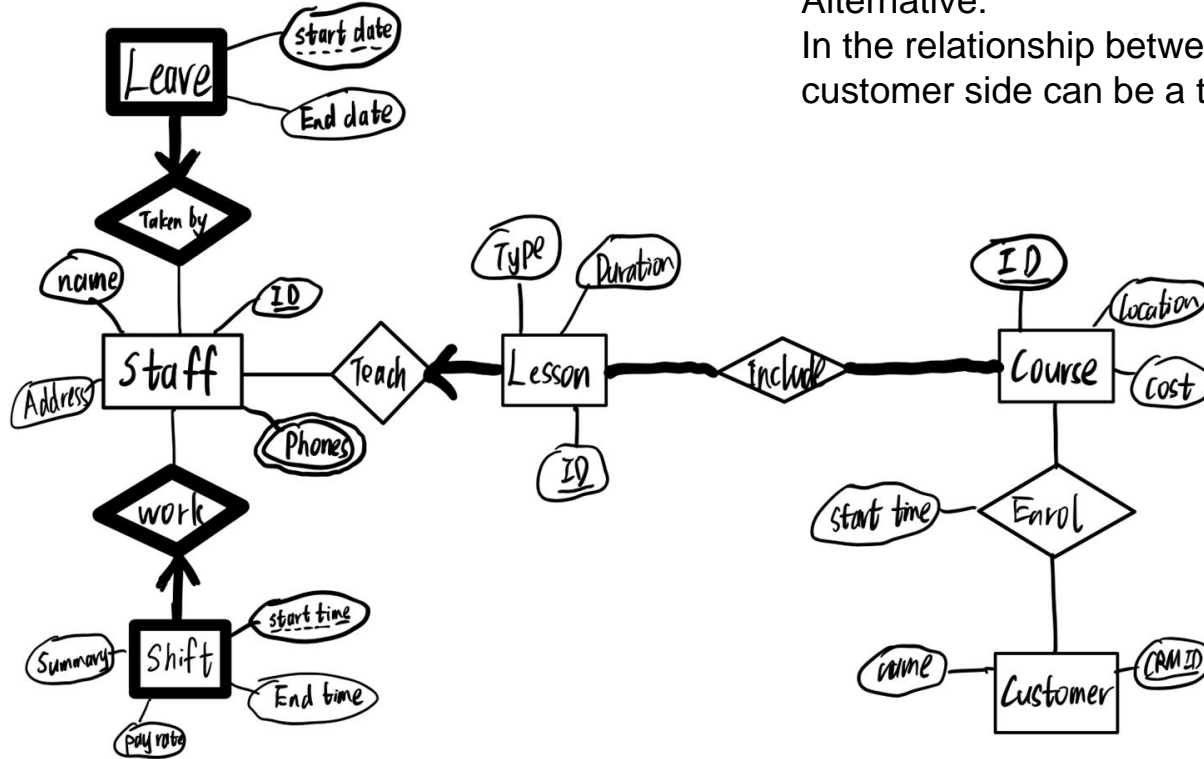 Alternative:
In the relationship betwe
customer side can be a t
Leave
start date
End date
Taken by
name
ID
Staff
Address
Phones
Teach
Type
Duration
Lesson
ID
include
ID
Location
Course
Cost
work
Shift
start time
End time
Summary
pay rate
start time
Enrol
name
CRM ID
Customer